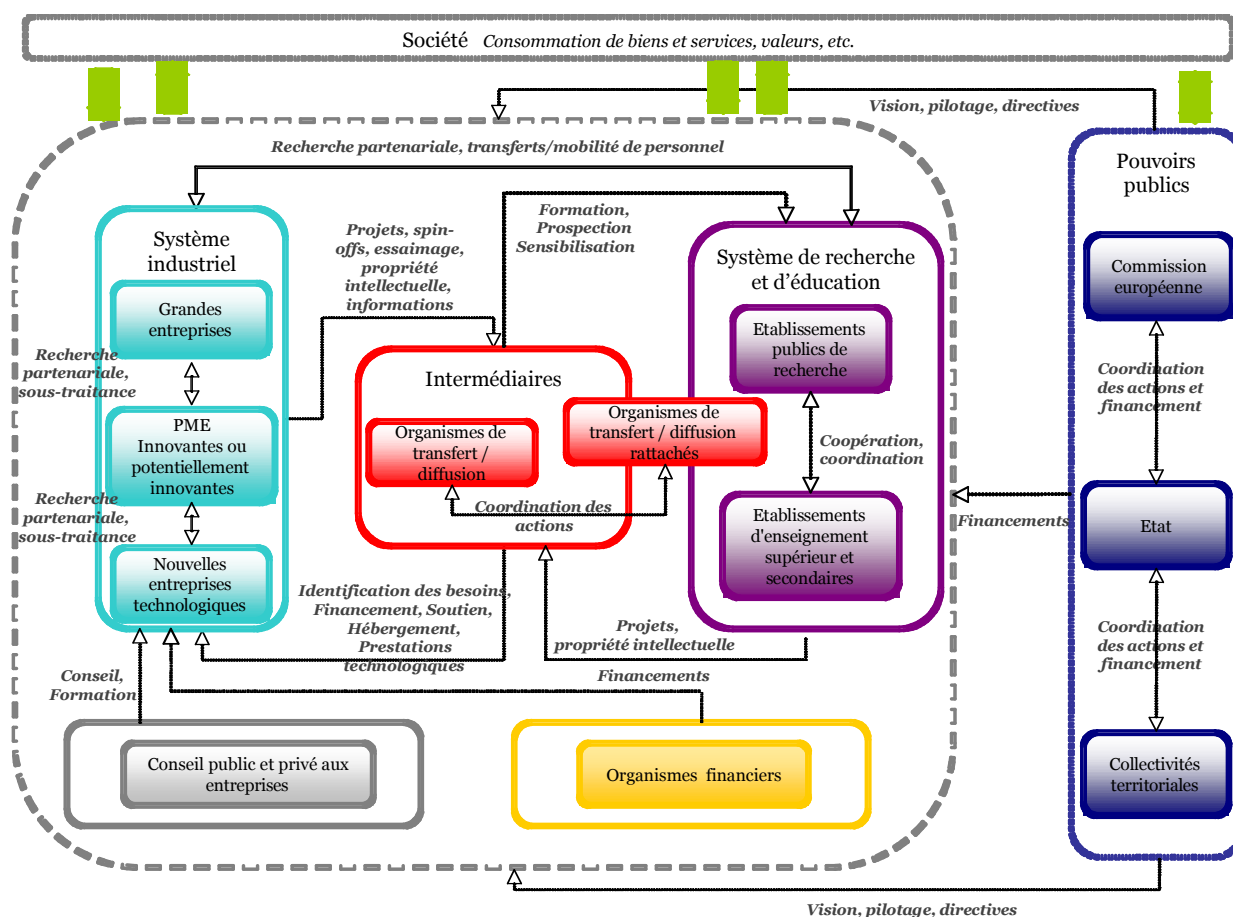 Société Consommation de biens et services, valeurs, etc.
Vision, pilotage, directives
Recherche partenariale, transferts/mobilité de personnel
Pouvoirs
publics
Système
industriel
Projets, spin-
offs, essaimage,
propriété
intellectuelle,
informations
Formation,
Prospection
Sensibilisation
Système de recherche
et d'éducation
Commission
européenne
Grandes
entreprises
Etablissements
publics de
recherche
Recherche
partenariale,
sous-traitance
Intermédiaires
Coordination
des actions et
financement
PME
Innovantes ou
potentiellement
innovantes
Organismes de
transfert /
diffusion
Organismes de
transfert / diffusion
rattachés
Coopération,
coordination
Recherche
partenariale,
sous-traitance
Coordination des
actions
Etablissements
d'enseignement
supérieur et
secondaires
Financements
Etat
Nouvelles
entreprises
technologiques
Identification des besoins,
Financement, Soutien,
Hébergement,
Prestations
technologiques
Projets,
propriété intellectuelle
Coordination
des actions et
financement
Conseil,
Formation
Financements
Conseil public et privé aux
entreprises
Organismes financiers
Collectivités
territoriales
Vision, pilotage, directives